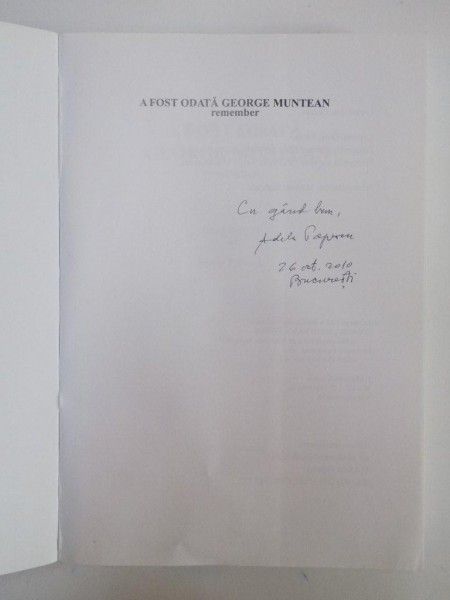 A FOST ODATĂ GEORGE MUNTEAN
remember
Cu gând bun,
Adela Popescu
26 oct. 2010
București